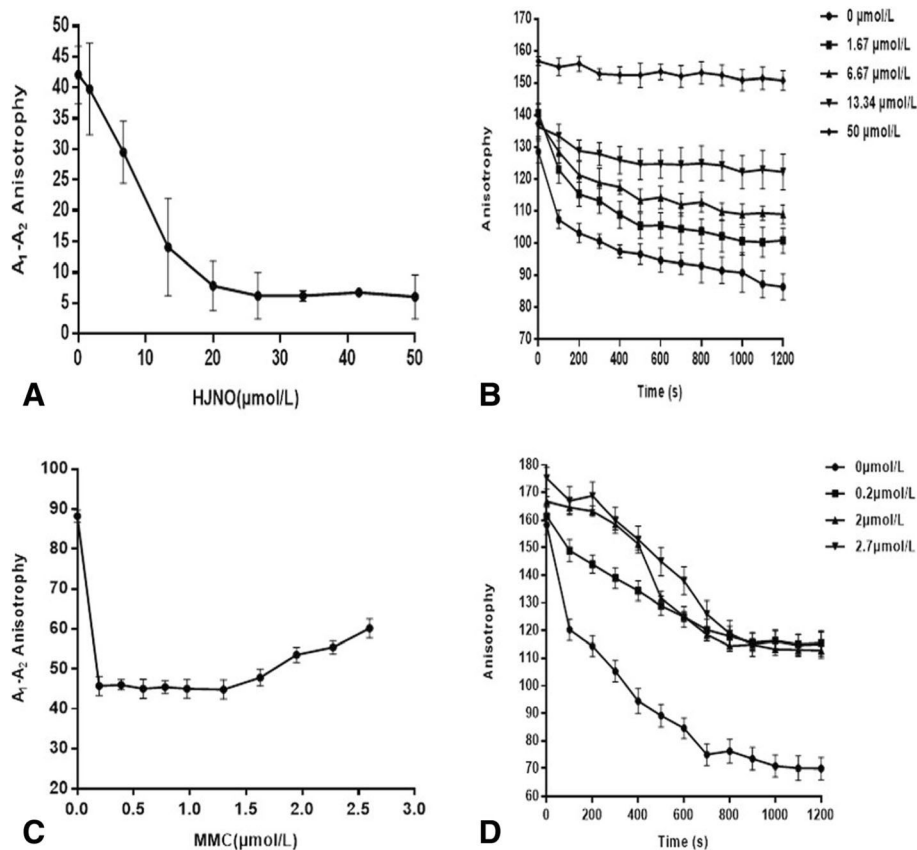 A₁-A₂ Anisotrophy
50
45
40
35
30
25
20
15
10
5
0
0 10 20 30 40 50
HJNO(µmol/L)
A
0 µmol/L
1.67 µmol/L
6.67 µmol/L
13.34 µmol/L
50 µmol/L
Anisotrophy
170
160
150
140
130
120
110
100
90
80
70
0 200 400 600 800 1000 1200
Time (s)
B
A₁-A₂ Anisotrophy
100
90
80
70
60
50
40
30
20
0.0 0.5 1.0 1.5 2.0 2.5 3.0
MMC(µmol/L)
C
0µmol/L
0.2µmol/L
2µmol/L
2.7µmol/L
Anisotrophy
180
170
160
150
140
130
120
110
100
90
80
70
60
0 200 400 600 800 1000 1200
Time (s)
D